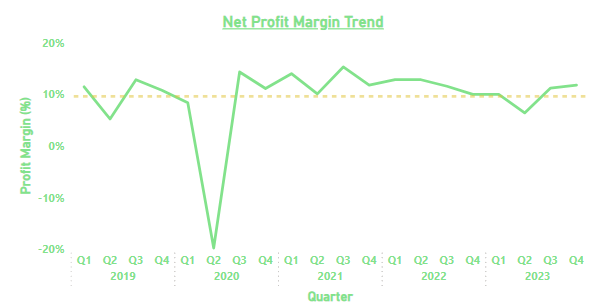 Net Profit Margin Trend
20%
10%
0%
-10%
-20%
Profit Margin (%)
Q1 Q2 Q3 Q4 Q1 Q2 Q3 Q4 Q1 Q2 Q3 Q4 Q1 Q2 Q3 Q4 Q1 Q2 Q3 Q4
2019 2020 2021 2022 2023
Quarter